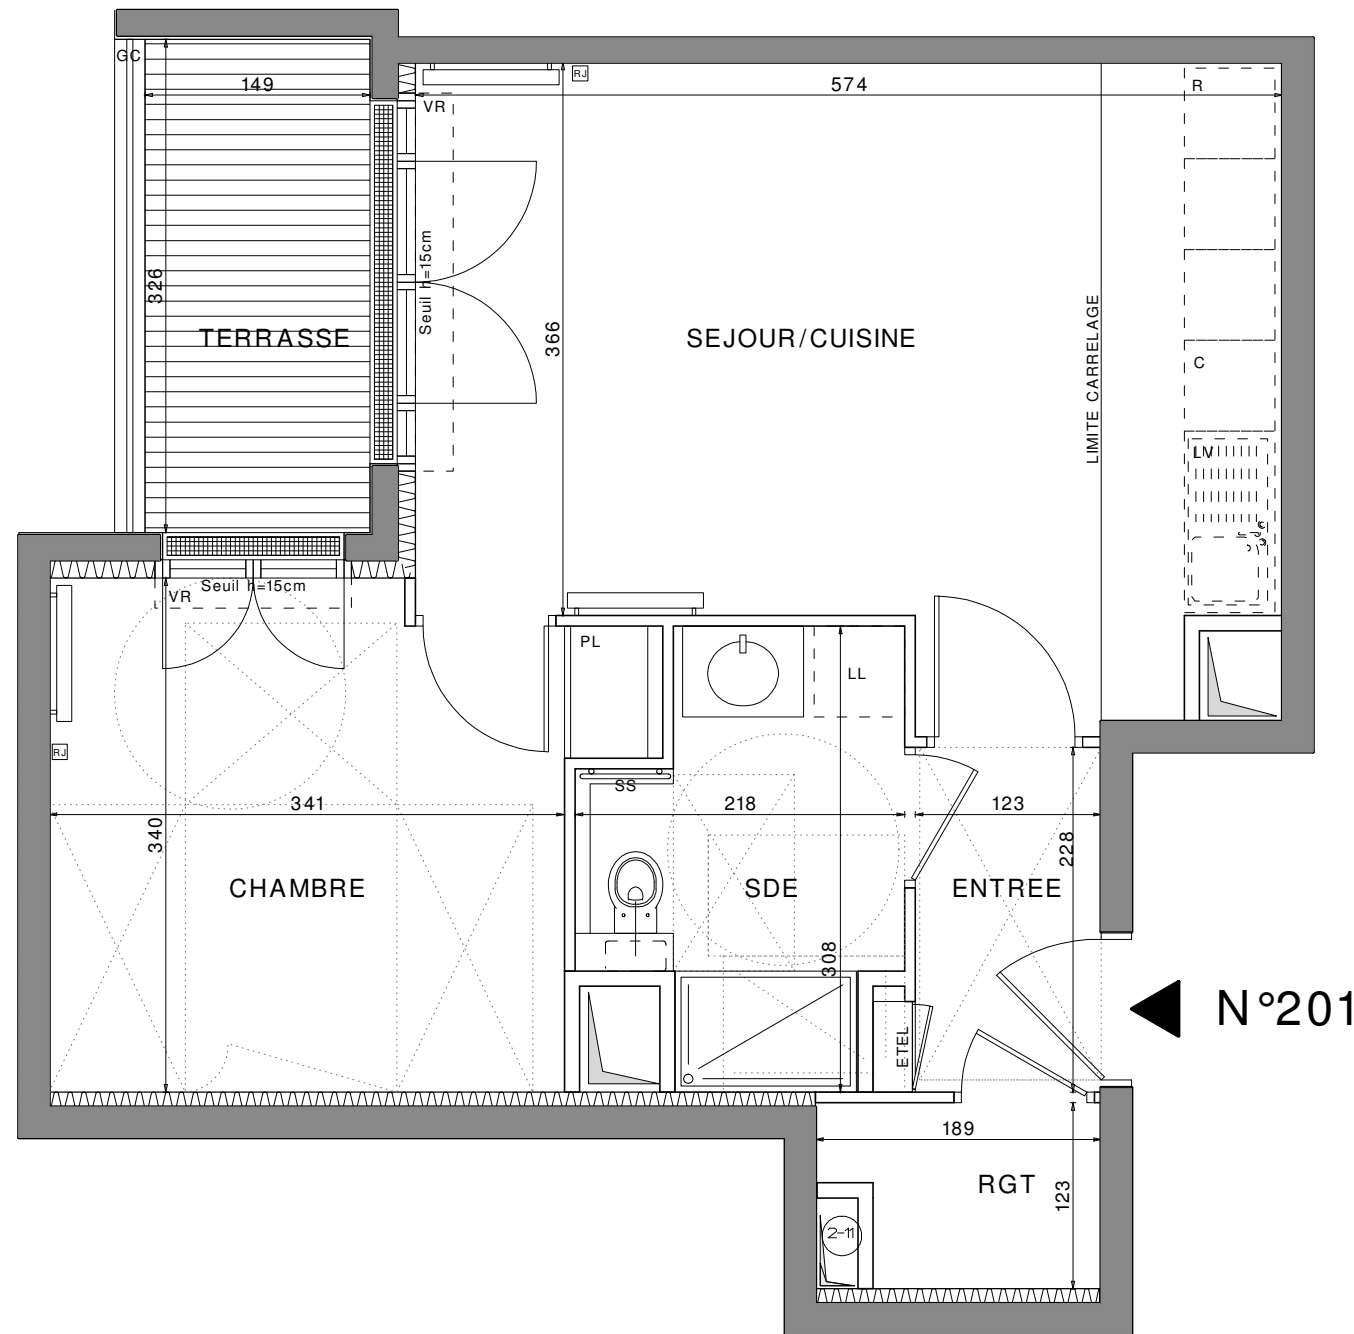 GC
149
VR
RJ
574
R
326
TERRASSE
Seuil h=15cm
366
SEJOUR/CUISINE
LIMITE CARRELAGE
C
LV
VR
Seuil h=15cm
PL
LL
RJ
SS
341
340
218
123
228
CHAMBRE
SDE
ENTREE
308
N°201
ETEL
189
RGT
123
2-11